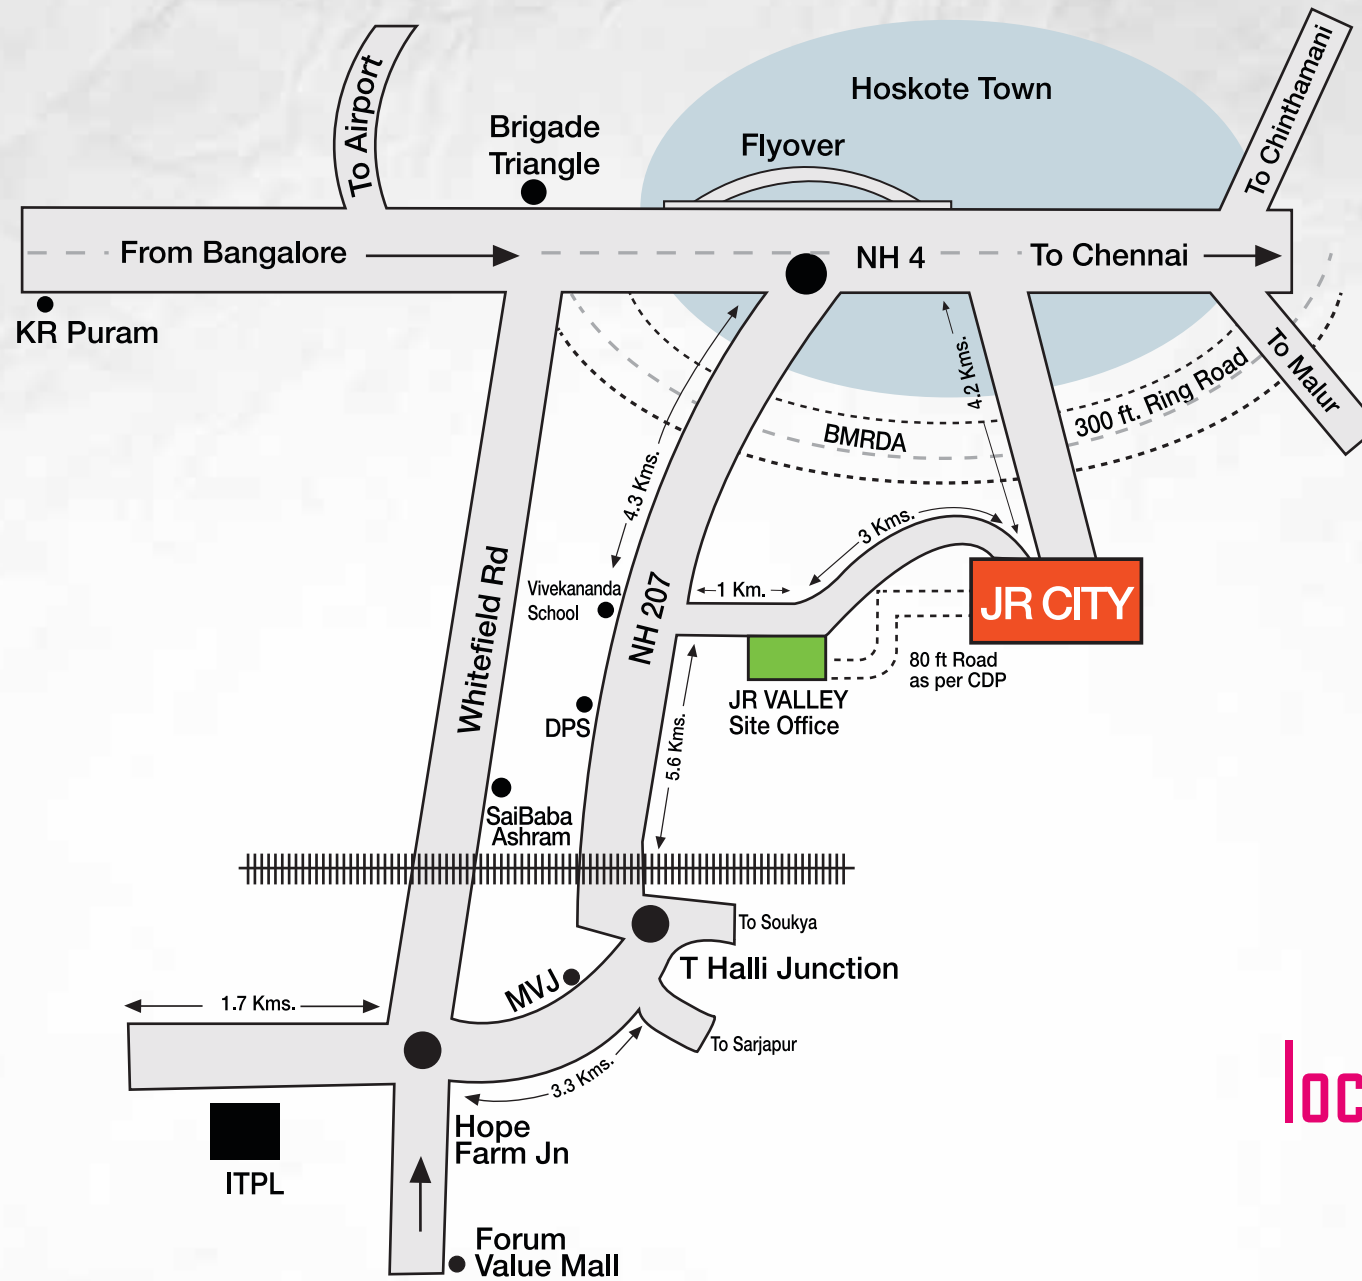 To Airport
Brigade
Triangle
Hoskote Town
Flyover
To Chinthamani
From Bangalore
NH 4
To Chennai
KR Puram
To Malur
4.2 Kms.
300 ft. Ring Road
BMRDA
4.3 Kms.
3 Kms.
Whitefield Rd
Vivekananda
School
NH 207
1 Km.
JR CITY
80 ft Road
as per CDP
JR VALLEY
Site Office
DPS
5.6 Kms.
SaiBaba
Ashram
To Soukya
T Halli Junction
MVJ
1.7 Kms.
To Sarjapur
3.3 Kms.
Hope
Farm Jn
ITPL
Forum
Value Mall
loc